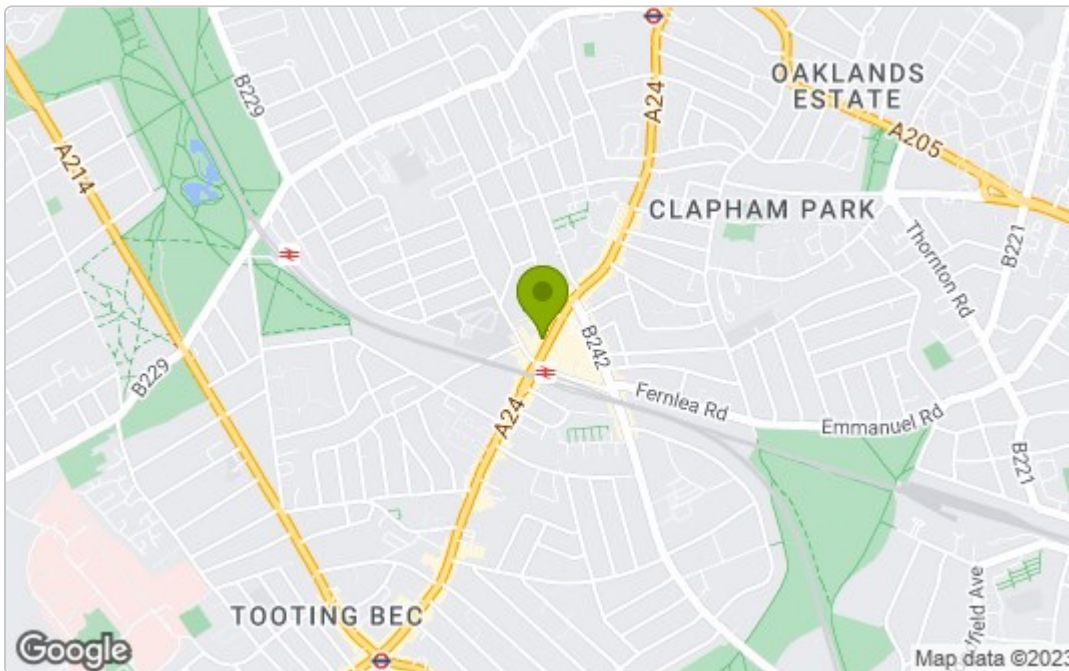 B229
A24
OAKLANDS
ESTATE
A205
A214
CLAPHAM PARK
B221
Thornton Rd
B242
B229
Fernlea Rd
Emmanuel Rd
A24
B221
TOOTING BEC
Google
Map data ©2023